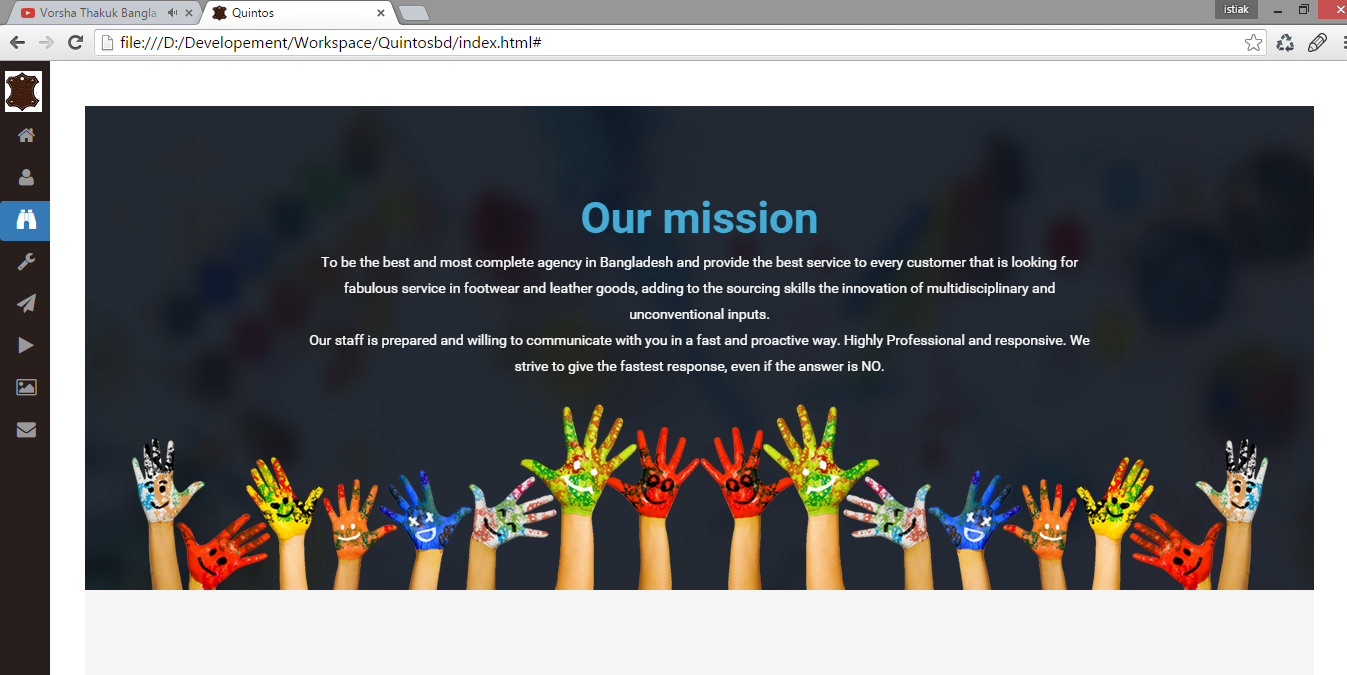 Vorsha Thakuk Bangla
Quintos
istiak
file:///D:/Developement/Workspace/Quintosbd/index.html#
Our mission
To be the best and most complete agency in Bangladesh and provide the best service to every customer that is looking for
fabulous service in footwear and leather goods, adding to the sourcing skills the innovation of multidisciplinary and
unconventional inputs.
Our staff is prepared and willing to communicate with you in a fast and proactive way. Highly Professional and responsive. We
strive to give the fastest response, even if the answer is NO.